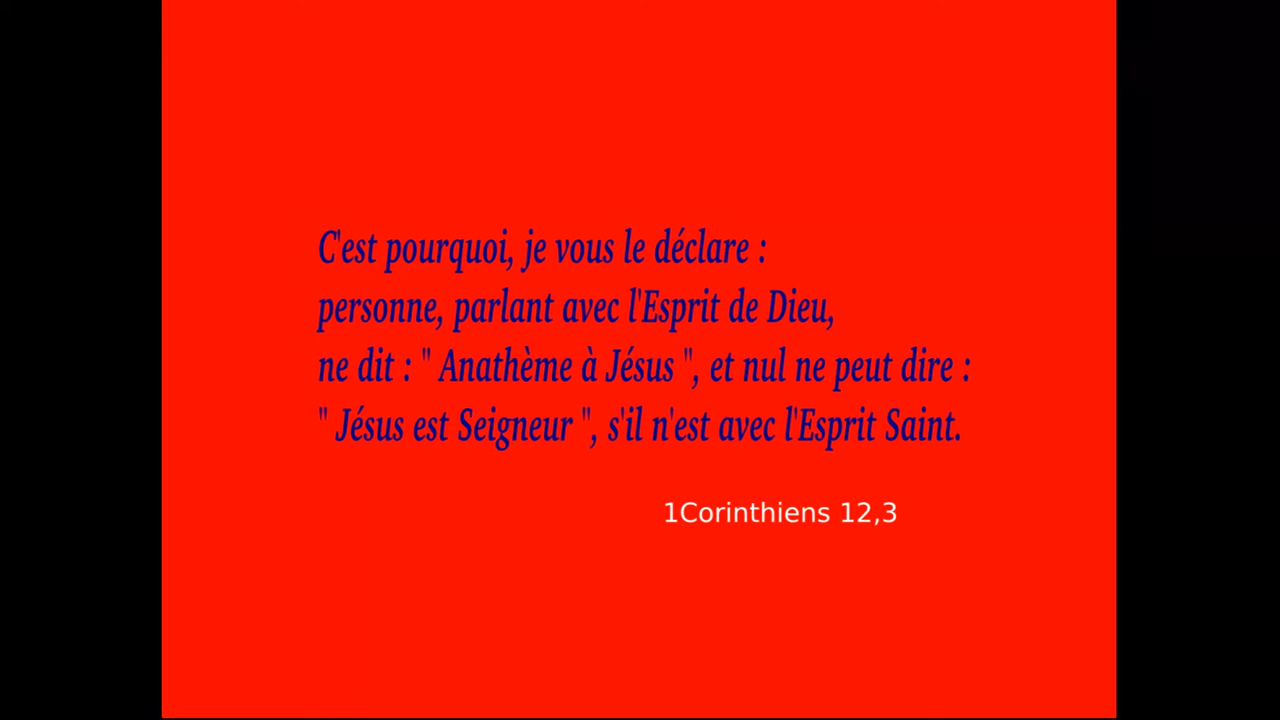 C'est pourquoi, je vous le déclare :
personne, parlant avec l'Esprit de Dieu,
ne dit : " Anathème à Jésus ", et nul ne peut dire :
" Jésus est Seigneur ", s'il n'est avec l'Esprit Saint.
1Corinthiens 12,3